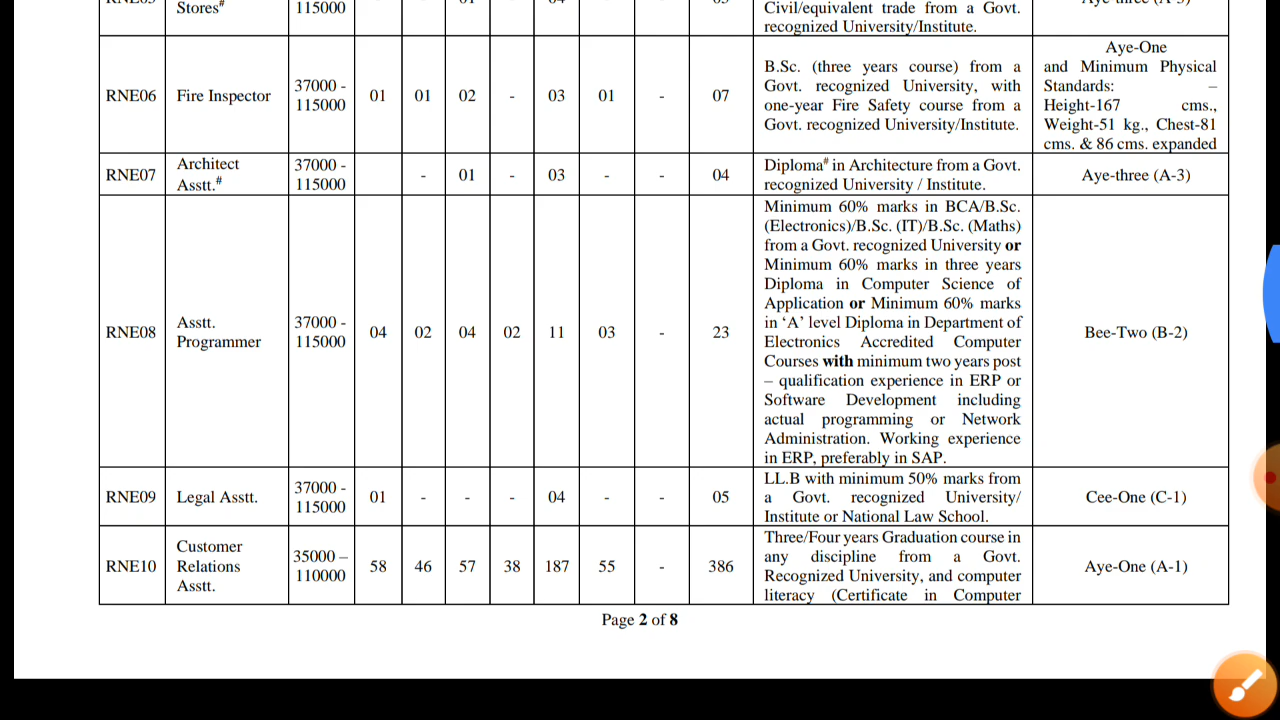 Stores# 115000 - - 01 - 04 - - 05 Civil/equivalent trade from a Govt.
recognized University/Institute.
RNE06 Fire Inspector 37000 -
115000 01 01 02 - 03 01 - 07
B.Sc. (three years course) from a
Govt. recognized University, with
one-year Fire Safety course from a
Govt. recognized University/Institute.
Aye-One
and Minimum Physical
Standards: –
Height-167 cms.,
Weight-51 kg., Chest-81
cms. & 86 cms. expanded
RNE07 Architect
Asstt.#
37000 -
115000
- 01 - 03 - - 04
Diploma# in Architecture from a Govt.
recognized University / Institute.
Aye-three (A-3)
RNE08 Asstt.
Programmer
37000 -
115000
04 02 04 02 11 03 - 23
Minimum 60% marks in BCA/B.Sc.
(Electronics)/B.Sc. (IT)/B.Sc. (Maths)
from a Govt. recognized University or
Minimum 60% marks in three years
Diploma in Computer Science of
Application or Minimum 60% marks
in ‘A’ level Diploma in Department of
Electronics Accredited Computer
Courses with minimum two years post
– qualification experience in ERP or
Software Development including
actual programming or Network
Administration. Working experience
in ERP, preferably in SAP.
Bee-Two (B-2)
RNE09 Legal Asstt.
37000 -
115000
01 - - - 04 - - 05
LL.B with minimum 50% marks from
a Govt. recognized University/
Institute or National Law School.
Cee-One (C-1)
RNE10 Customer
Relations
Asstt.
35000 –
110000
58 46 57 38 187 55 - 386
Three/Four years Graduation course in
any discipline from a Govt.
Recognized University, and computer
literacy (Certificate in Computer
Aye-One (A-1)
Page 2 of 8